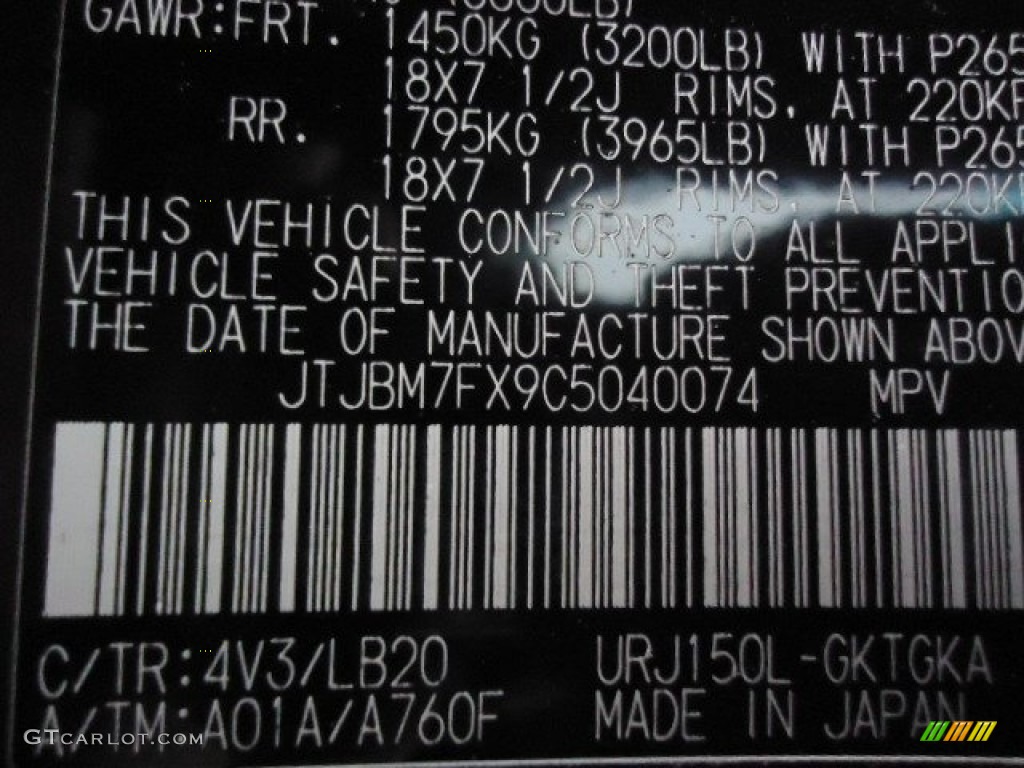 GAWR:FRT. 1450KG (3200LB) WITH P265
18X7 1/2J RIMS, AT 220KP
RR. 1795KG (3965LB) WITH P265
18X7 1/2J RIMS, AT 220KP
THIS VEHICLE CONFORMS TO ALL APPLI
VEHICLE SAFETY AND THEFT PREVENTIO
THE DATE OF MANUFACTURE SHOWN ABOV
JTJBM7FX9C5040074 MPV
C/TR:4V3/LB20 URJ150L-GKTGKA
A/TM:A01A/A760F MADE IN JAPAN
GTcarlot.com